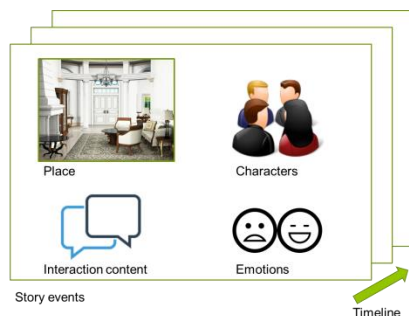 Place
Characters
Interaction content
Emotions
Story events
Timeline